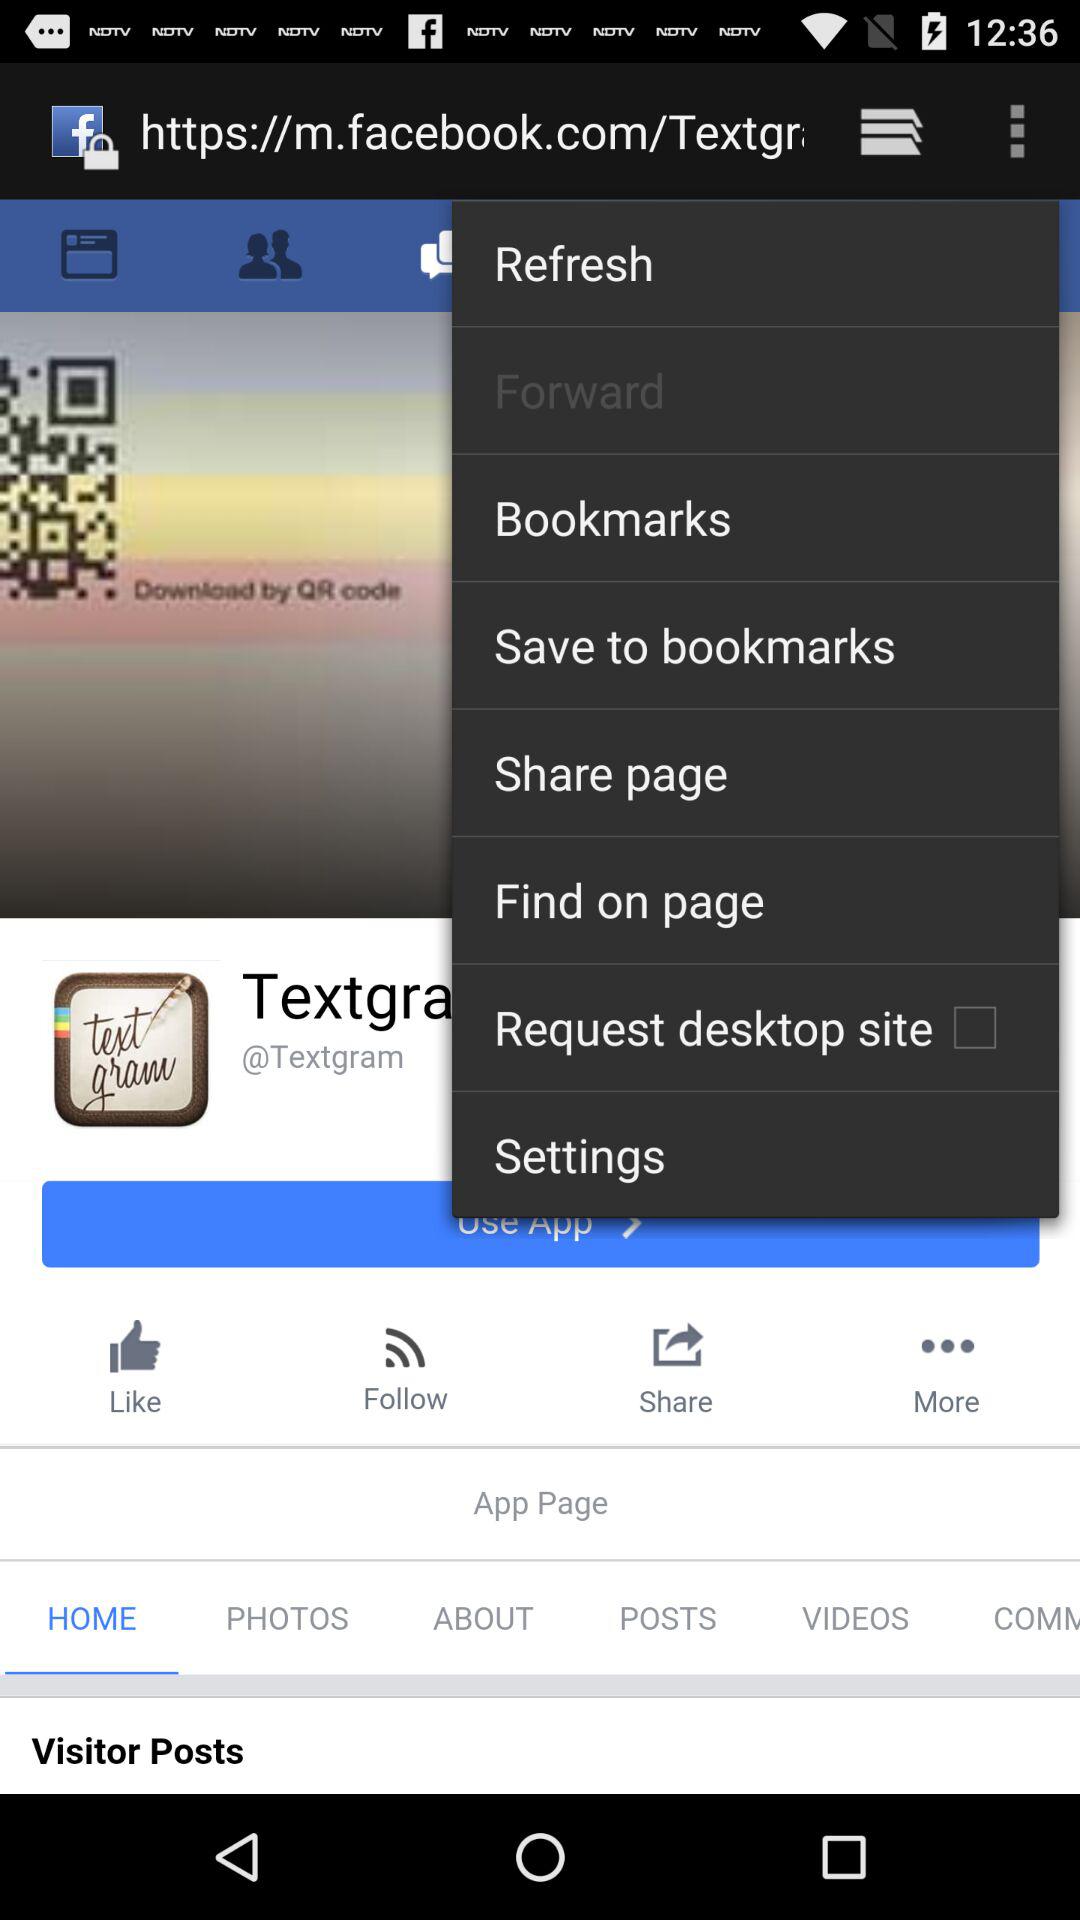 NDTV NDTV NDTV NDTV NDTV NDTV NDTV NDTV NDTV NDTV 12:36
https://m.facebook.com/Textgr
Refresh
Forward
Bookmarks
Download by QR code
Save to bookmarks
Share page
Find on page
text gram
Textgra
@Textgram
Request desktop site
Settings
Use App
Like Follow Share More
App Page
HOME PHOTOS ABOUT POSTS VIDEOS COMM
Visitor Posts